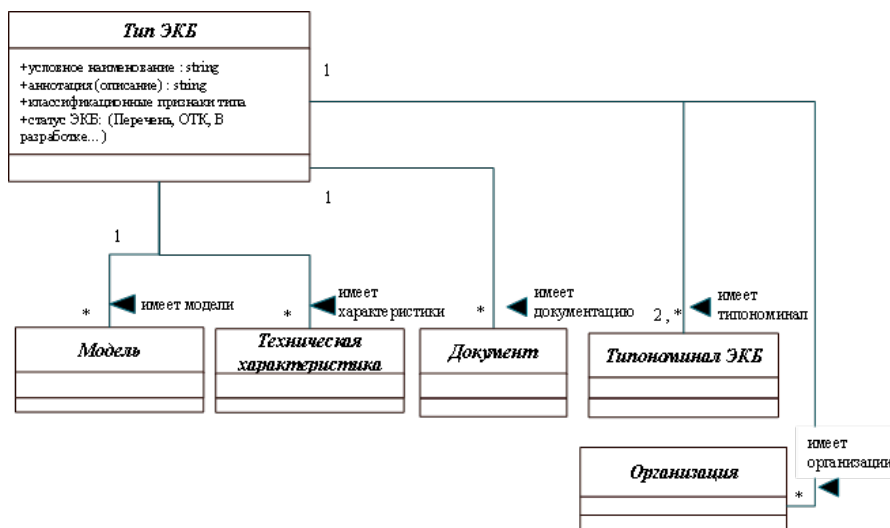 Тип ЭКБ
+условное наименование : string
+аннотация (описание) : string
+классификационные признаки типа
+статус ЭКБ: (Перечень, ОТК, В
разработке...)
1
1
1
*
имеет модели
*
имеет
характеристики
*
имеет
документацию
2 , *
имеет
типономинал
Модель
Техническая
характеристика
Документ
Типономинал ЭКБ
имеет
организации
Организация
*